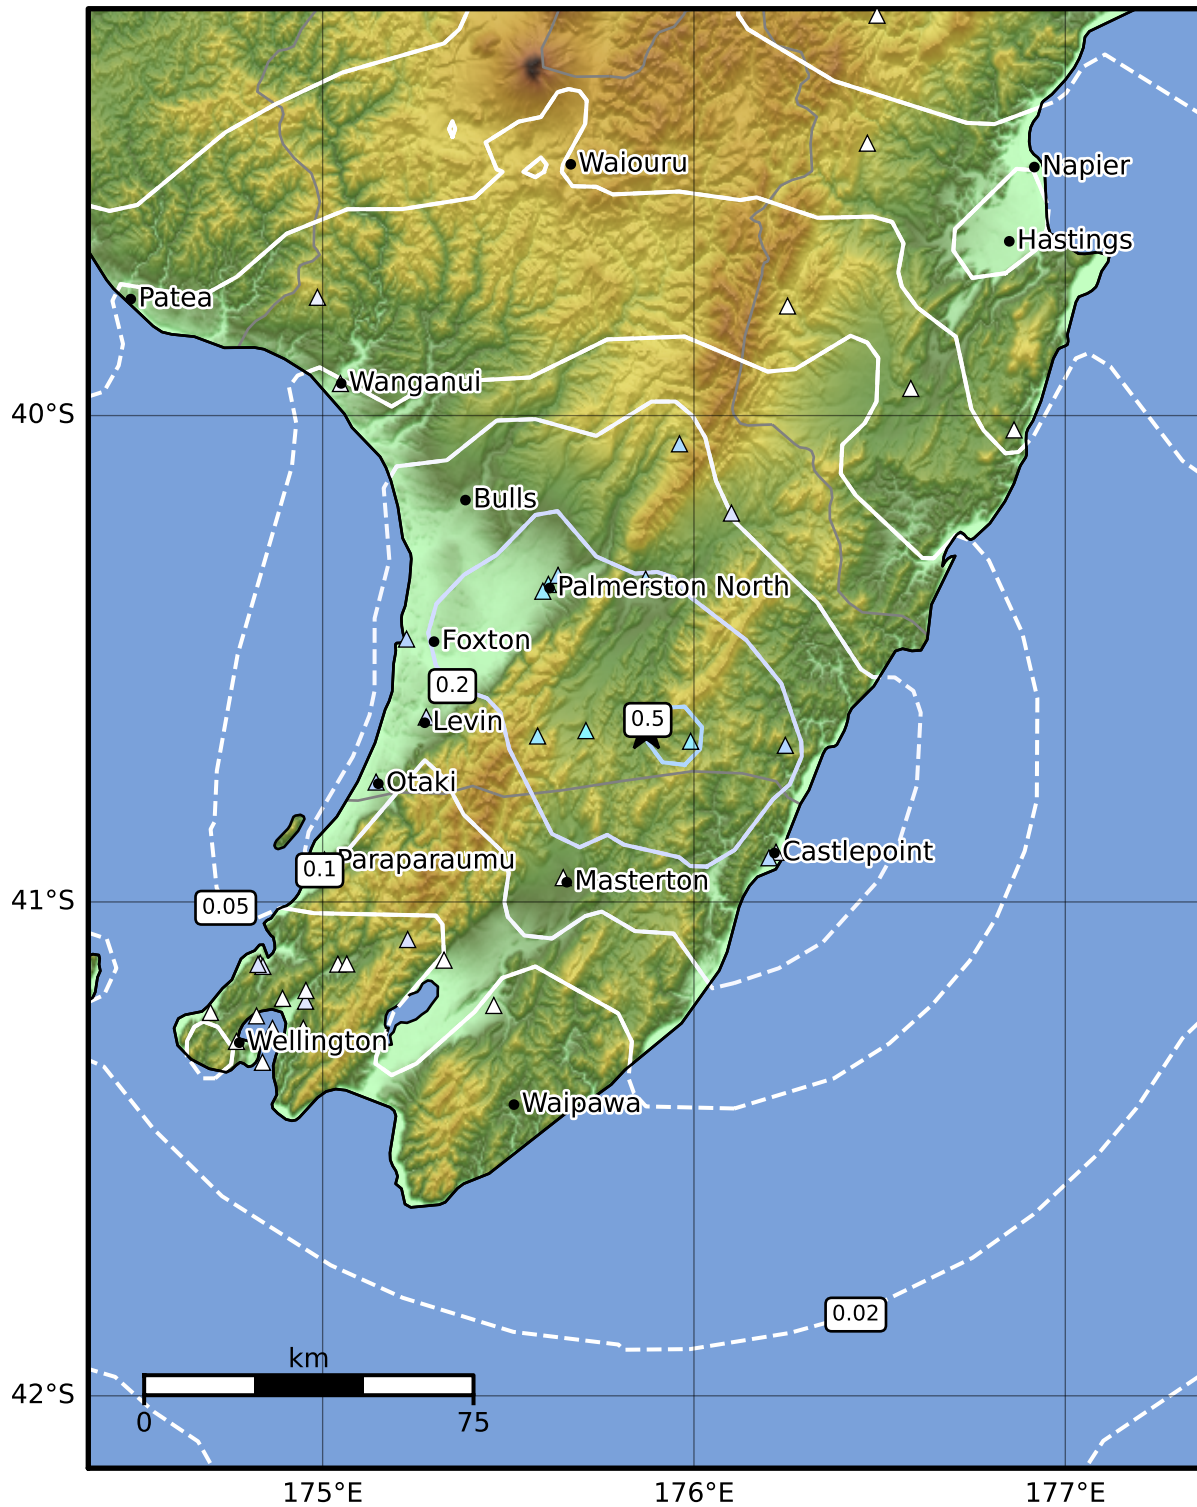 Waiouru
Napier
Hastings
Patea
Wanganui
40°S
Bulls
Palmerston North
Foxton
0.2
Levin
0.5
Otaki
Castlepoint
Paraparaumu
0.1
Masterton
41°S
0.05
Wellington
Waipawa
0.02
km
0 75
42°S
175°E 176°E 177°E